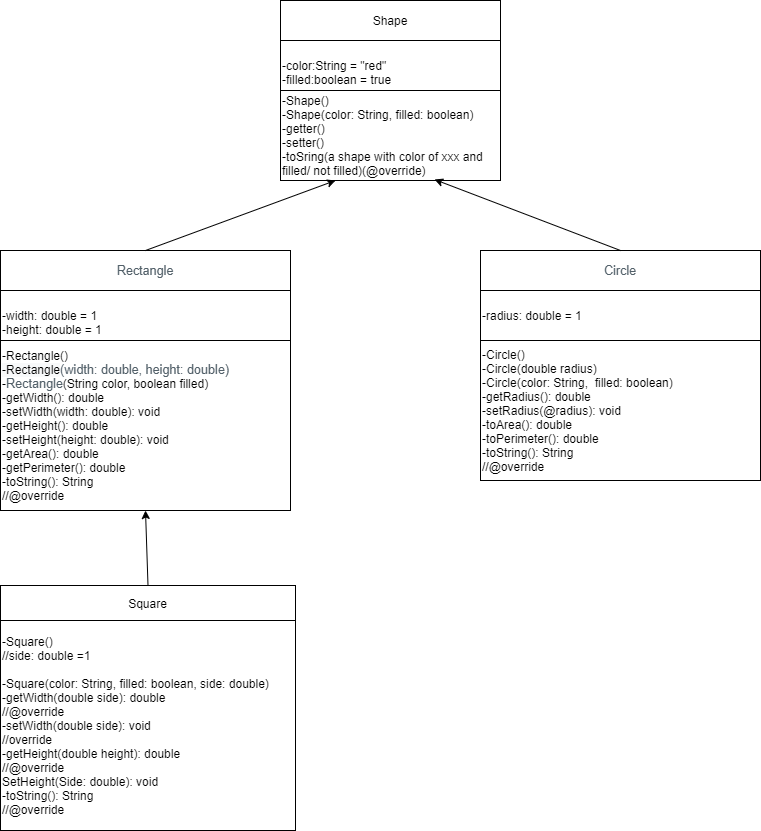 Shape
-color:String = "red"
-filled:boolean = true
-Shape()
-Shape(color: String, filled: boolean)
-getter()
-setter()
-toSring(a shape with color of xxx and
filled/ not filled)(@override)
Rectangle
-width: double = 1
-height: double = 1
-Rectangle()
-Rectangle(width: double, height: double)
-Rectangle(String color, boolean filled)
-getWidth(): double
-setWidth(width: double): void
-getHeight(): double
-setHeight(height: double): void
-getArea(): double
-getPerimeter(): double
-toString(): String
//@override
Circle
-radius: double = 1
-Circle()
-Circle(double radius)
-Circle(color: String,  filled: boolean)
-getRadius(): double
-setRadius(@radius): void
-toArea(): double
-toPerimeter(): double
-toString(): String
//@override
Square
-Square()
//side: double =1
-Square(color: String, filled: boolean, side: double)
-getWidth(double side): double
//@override
-setWidth(double side): void
//override
-getHeight(double height): double
//@override
SetHeight(Side: double): void
-toString(): String
//@override